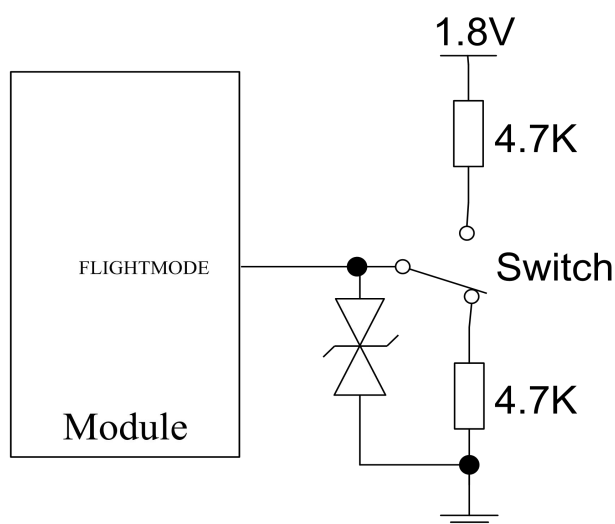 1.8V
4.7K
FLIGHTMODE
Switch
4.7K
Module